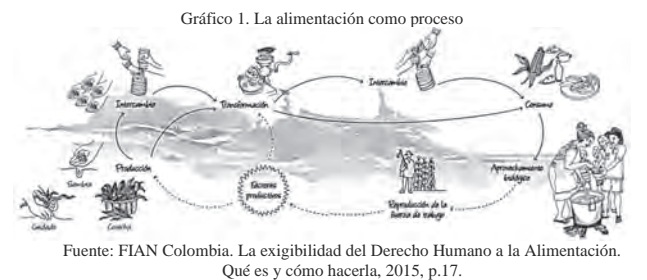 Gráfico 1. La alimentación como proceso
Intercambio
Transformación
Intercambio
Consumo
Producción
Siembra
Cuidado
Cosecha
Factores
productivos
Reproducción de la
fuerza de trabajo
Aprovechamiento
biológico
Fuente: FIAN Colombia. La exigibilidad del Derecho Humano a la Alimentación.
Qué es y cómo hacerla, 2015, p.17.